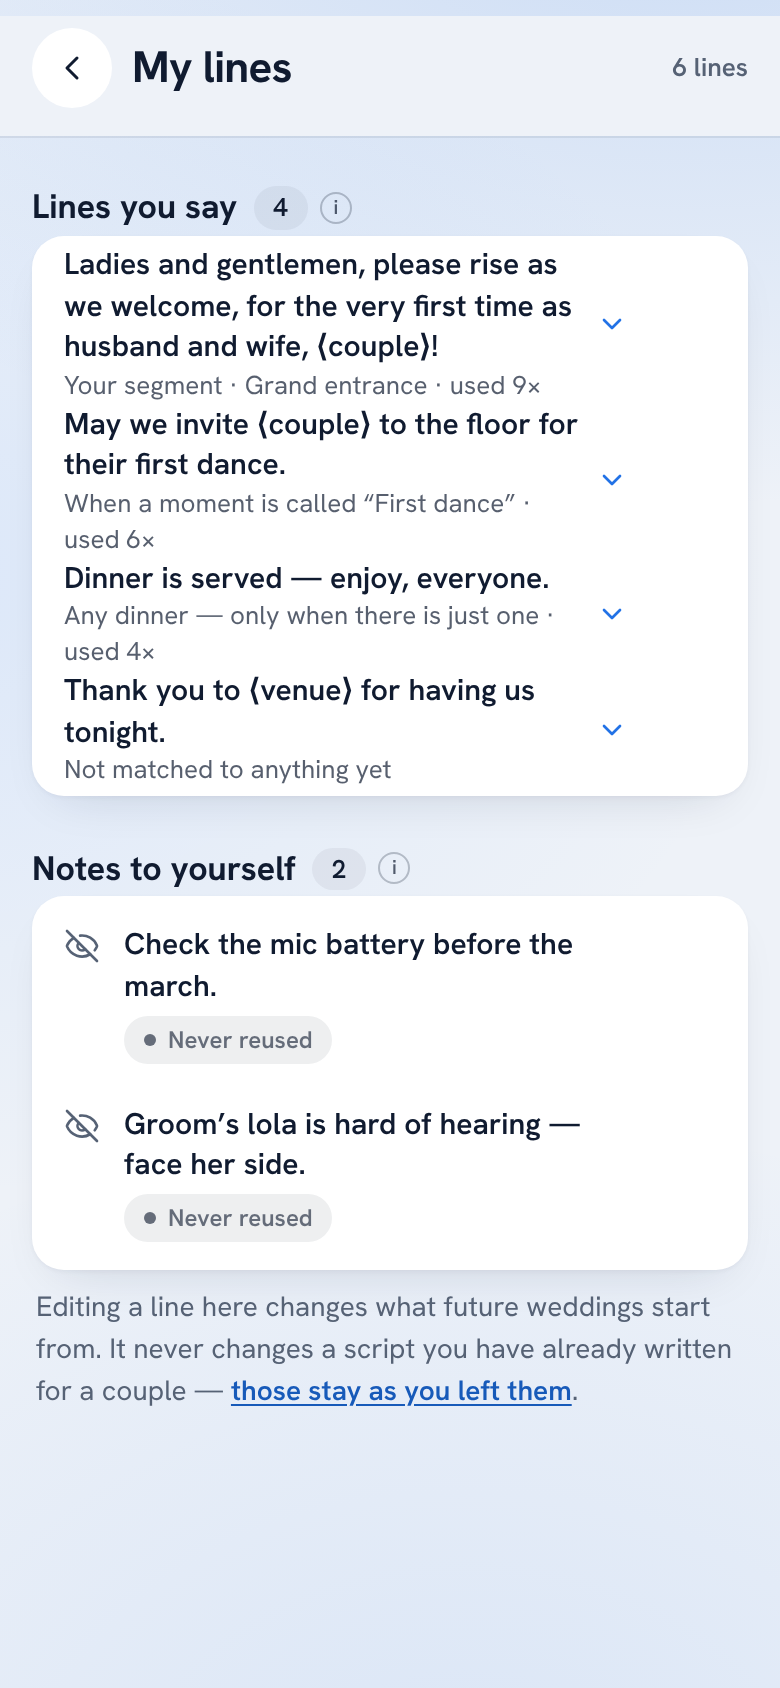 My lines
6 lines
Lines you say 4 i
Ladies and gentlemen, please rise as
we welcome, for the very first time as
husband and wife, ⟨couple⟩!
Your segment · Grand entrance · used 9×
May we invite ⟨couple⟩ to the floor for
their first dance.
When a moment is called “First dance” ·
used 6×
Dinner is served — enjoy, everyone.
Any dinner — only when there is just one ·
used 4×
Thank you to ⟨venue⟩ for having us
tonight.
Not matched to anything yet
Notes to yourself 2 i
Check the mic battery before the
march.
Never reused
Groom’s lola is hard of hearing —
face her side.
Never reused
Editing a line here changes what future weddings start
from. It never changes a script you have already written
for a couple — those stay as you left them.